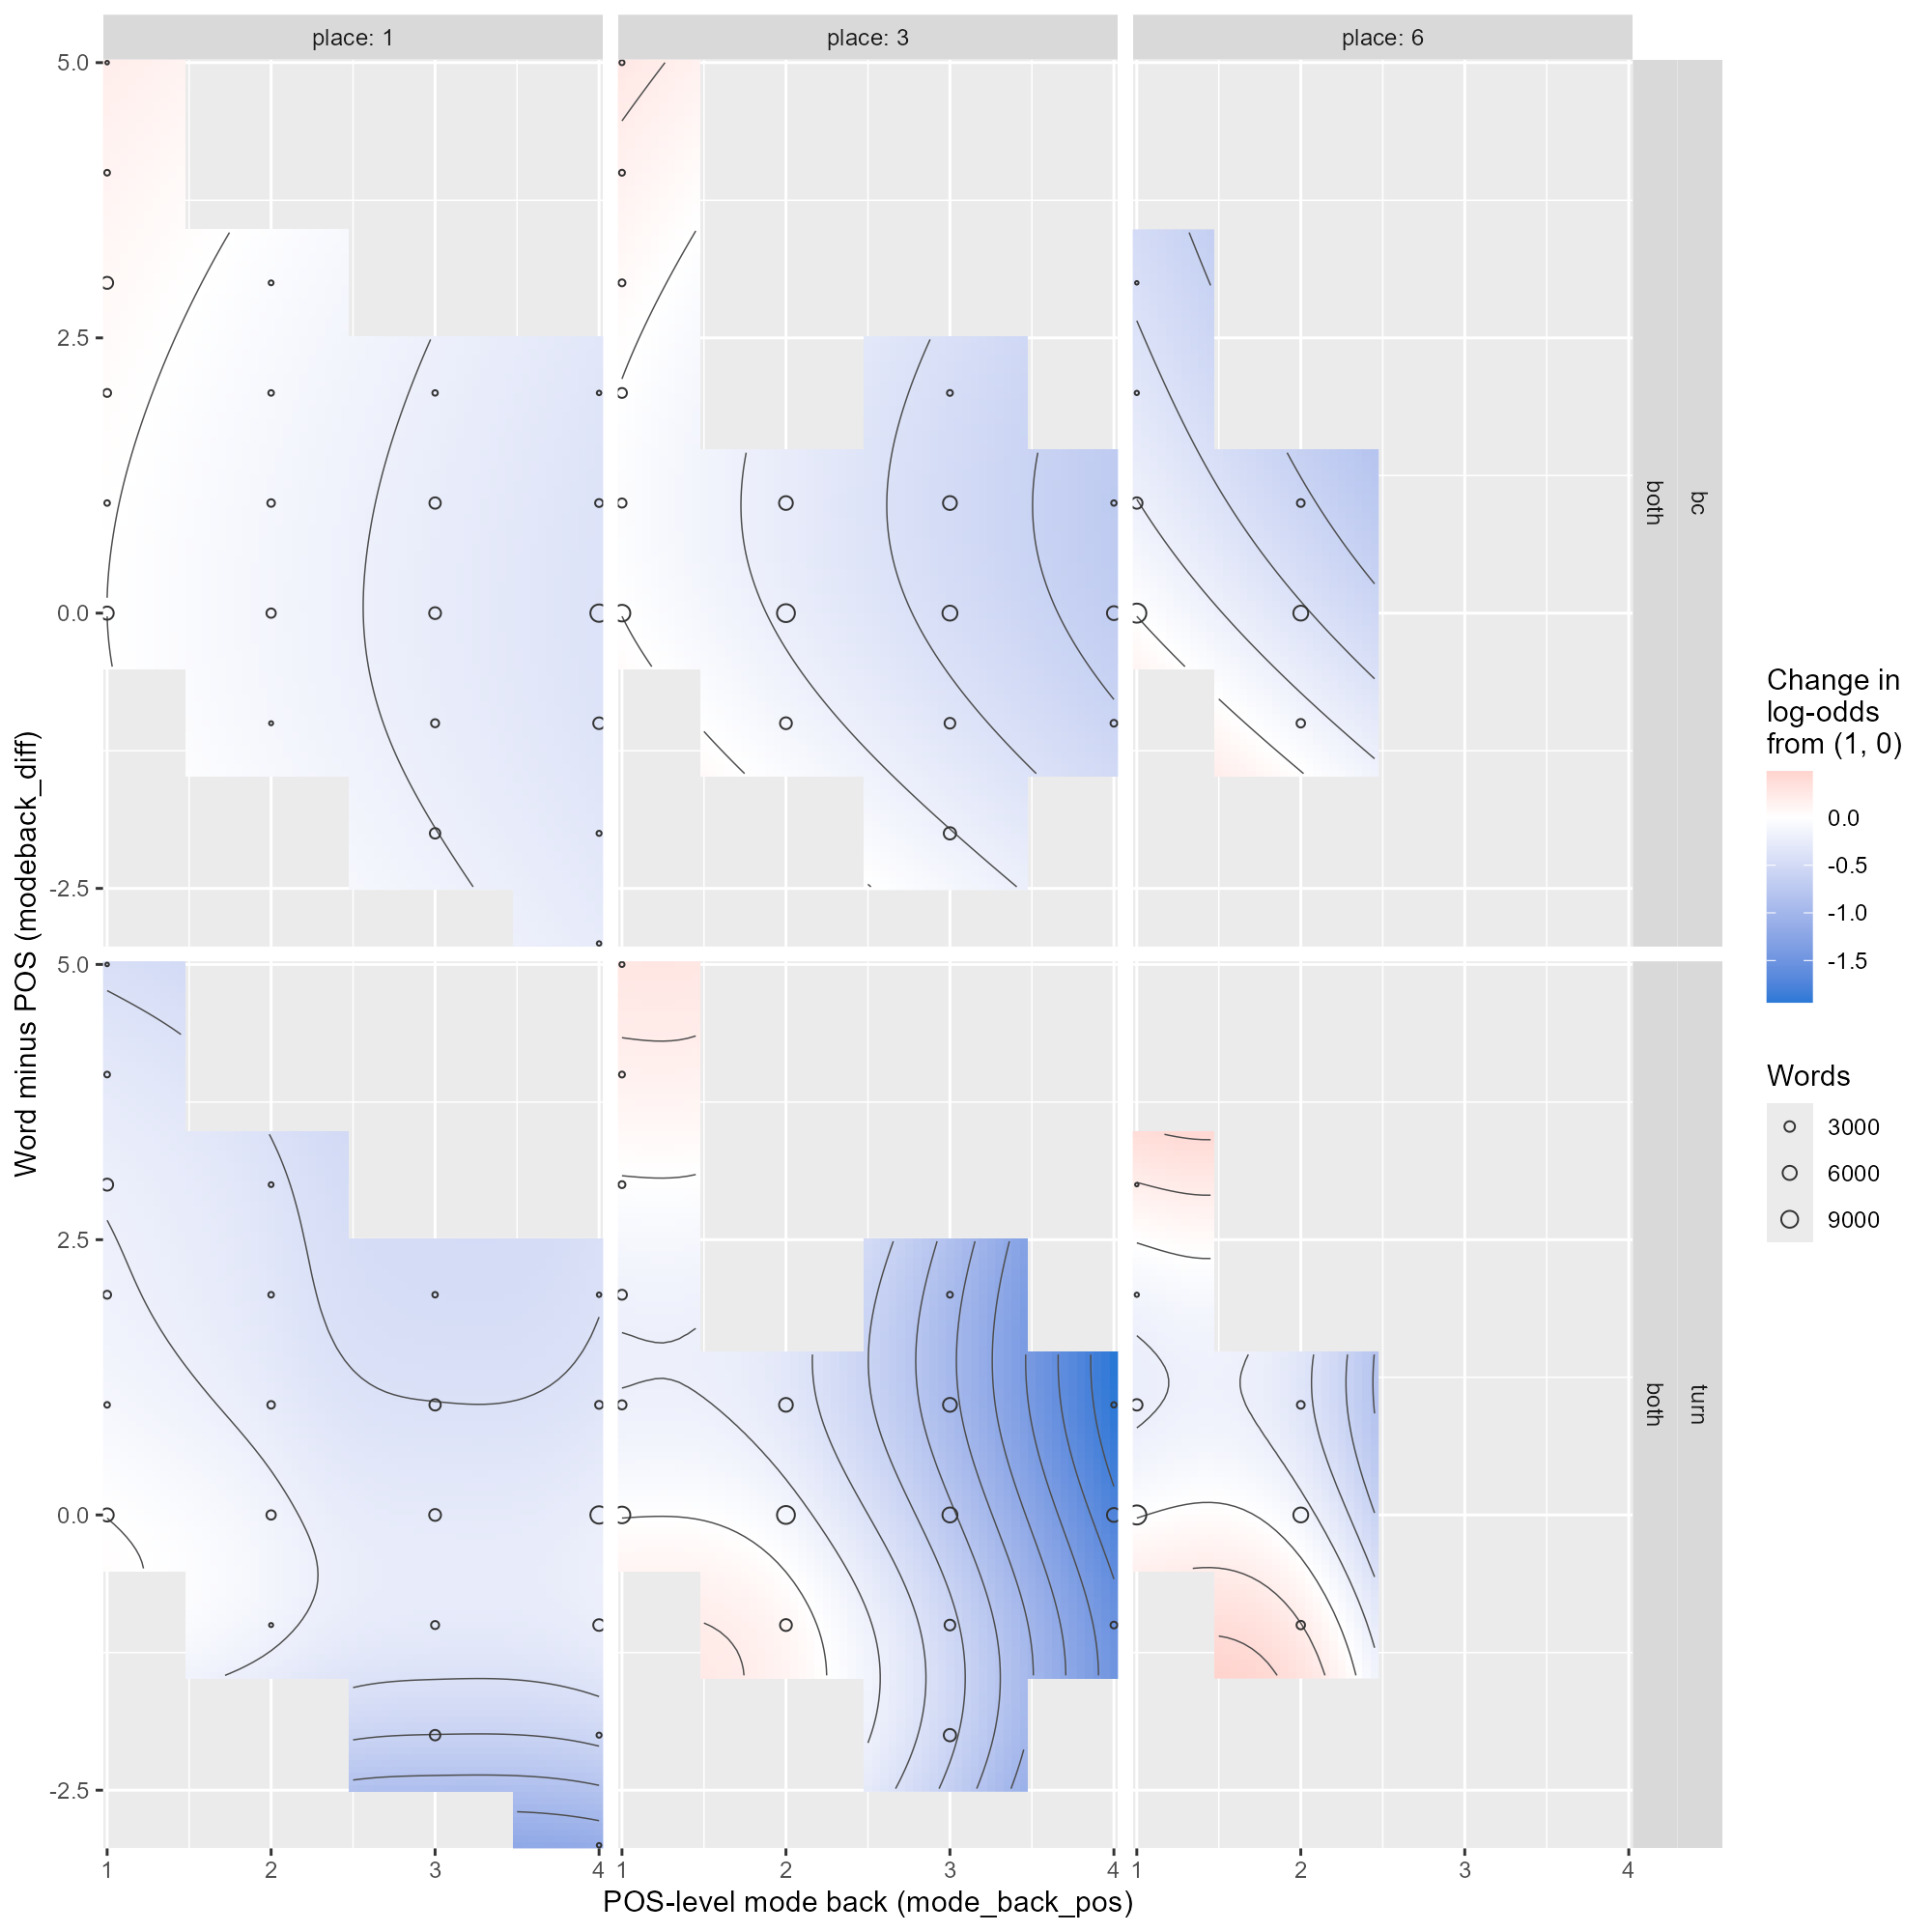 place: 1
place: 3
place: 6
5.0
2.5
0.0
-2.5
both
bc
5.0
2.5
0.0
-2.5
both
turn
1
2
3
4
1
2
3
4
1
2
3
4
POS-level mode back (mode_back_pos)
Word minus POS (modeback_diff)
Change in
log-odds
from (1, 0)
0.0
-0.5
-1.0
-1.5
Words
3000
6000
9000